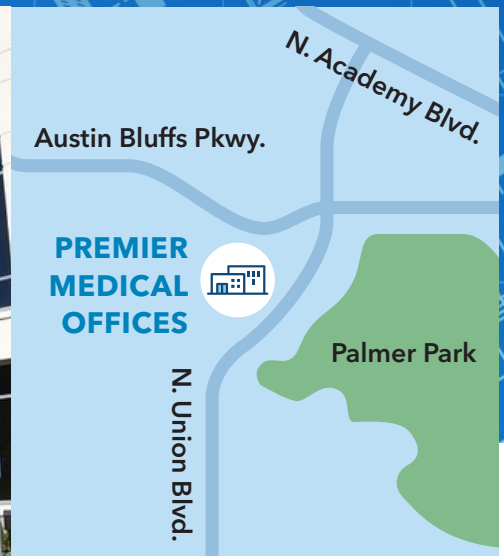 N. Academy Blvd.
Austin Bluffs Pkwy.
PREMIER
MEDICAL
OFFICES
Palmer Park
N. Union Blvd.